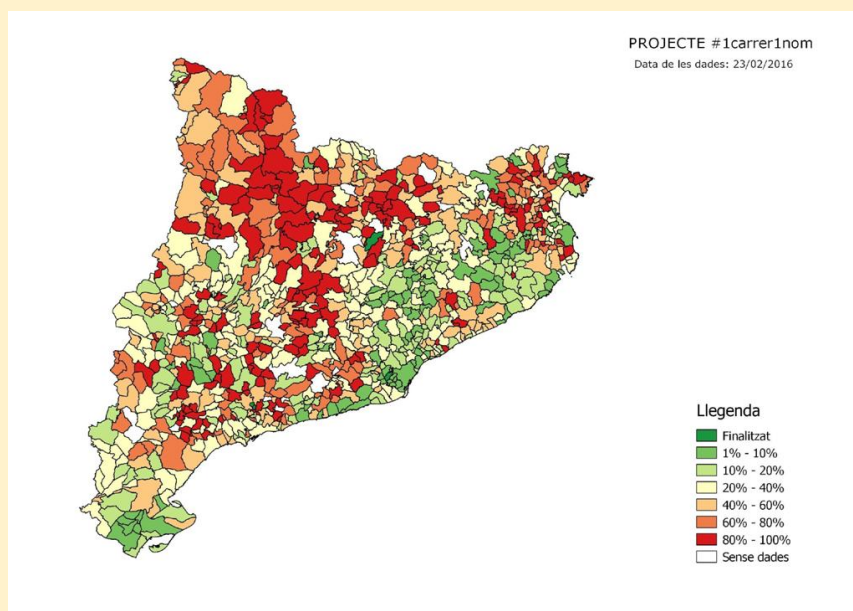 PROJECTE #1carrer1nom
Data de les dades: 23/02/2016
Llegenda
Finalitzat
1% - 10%
10% - 20%
20% - 40%
40% - 60%
60% - 80%
80% - 100%
Sense dades